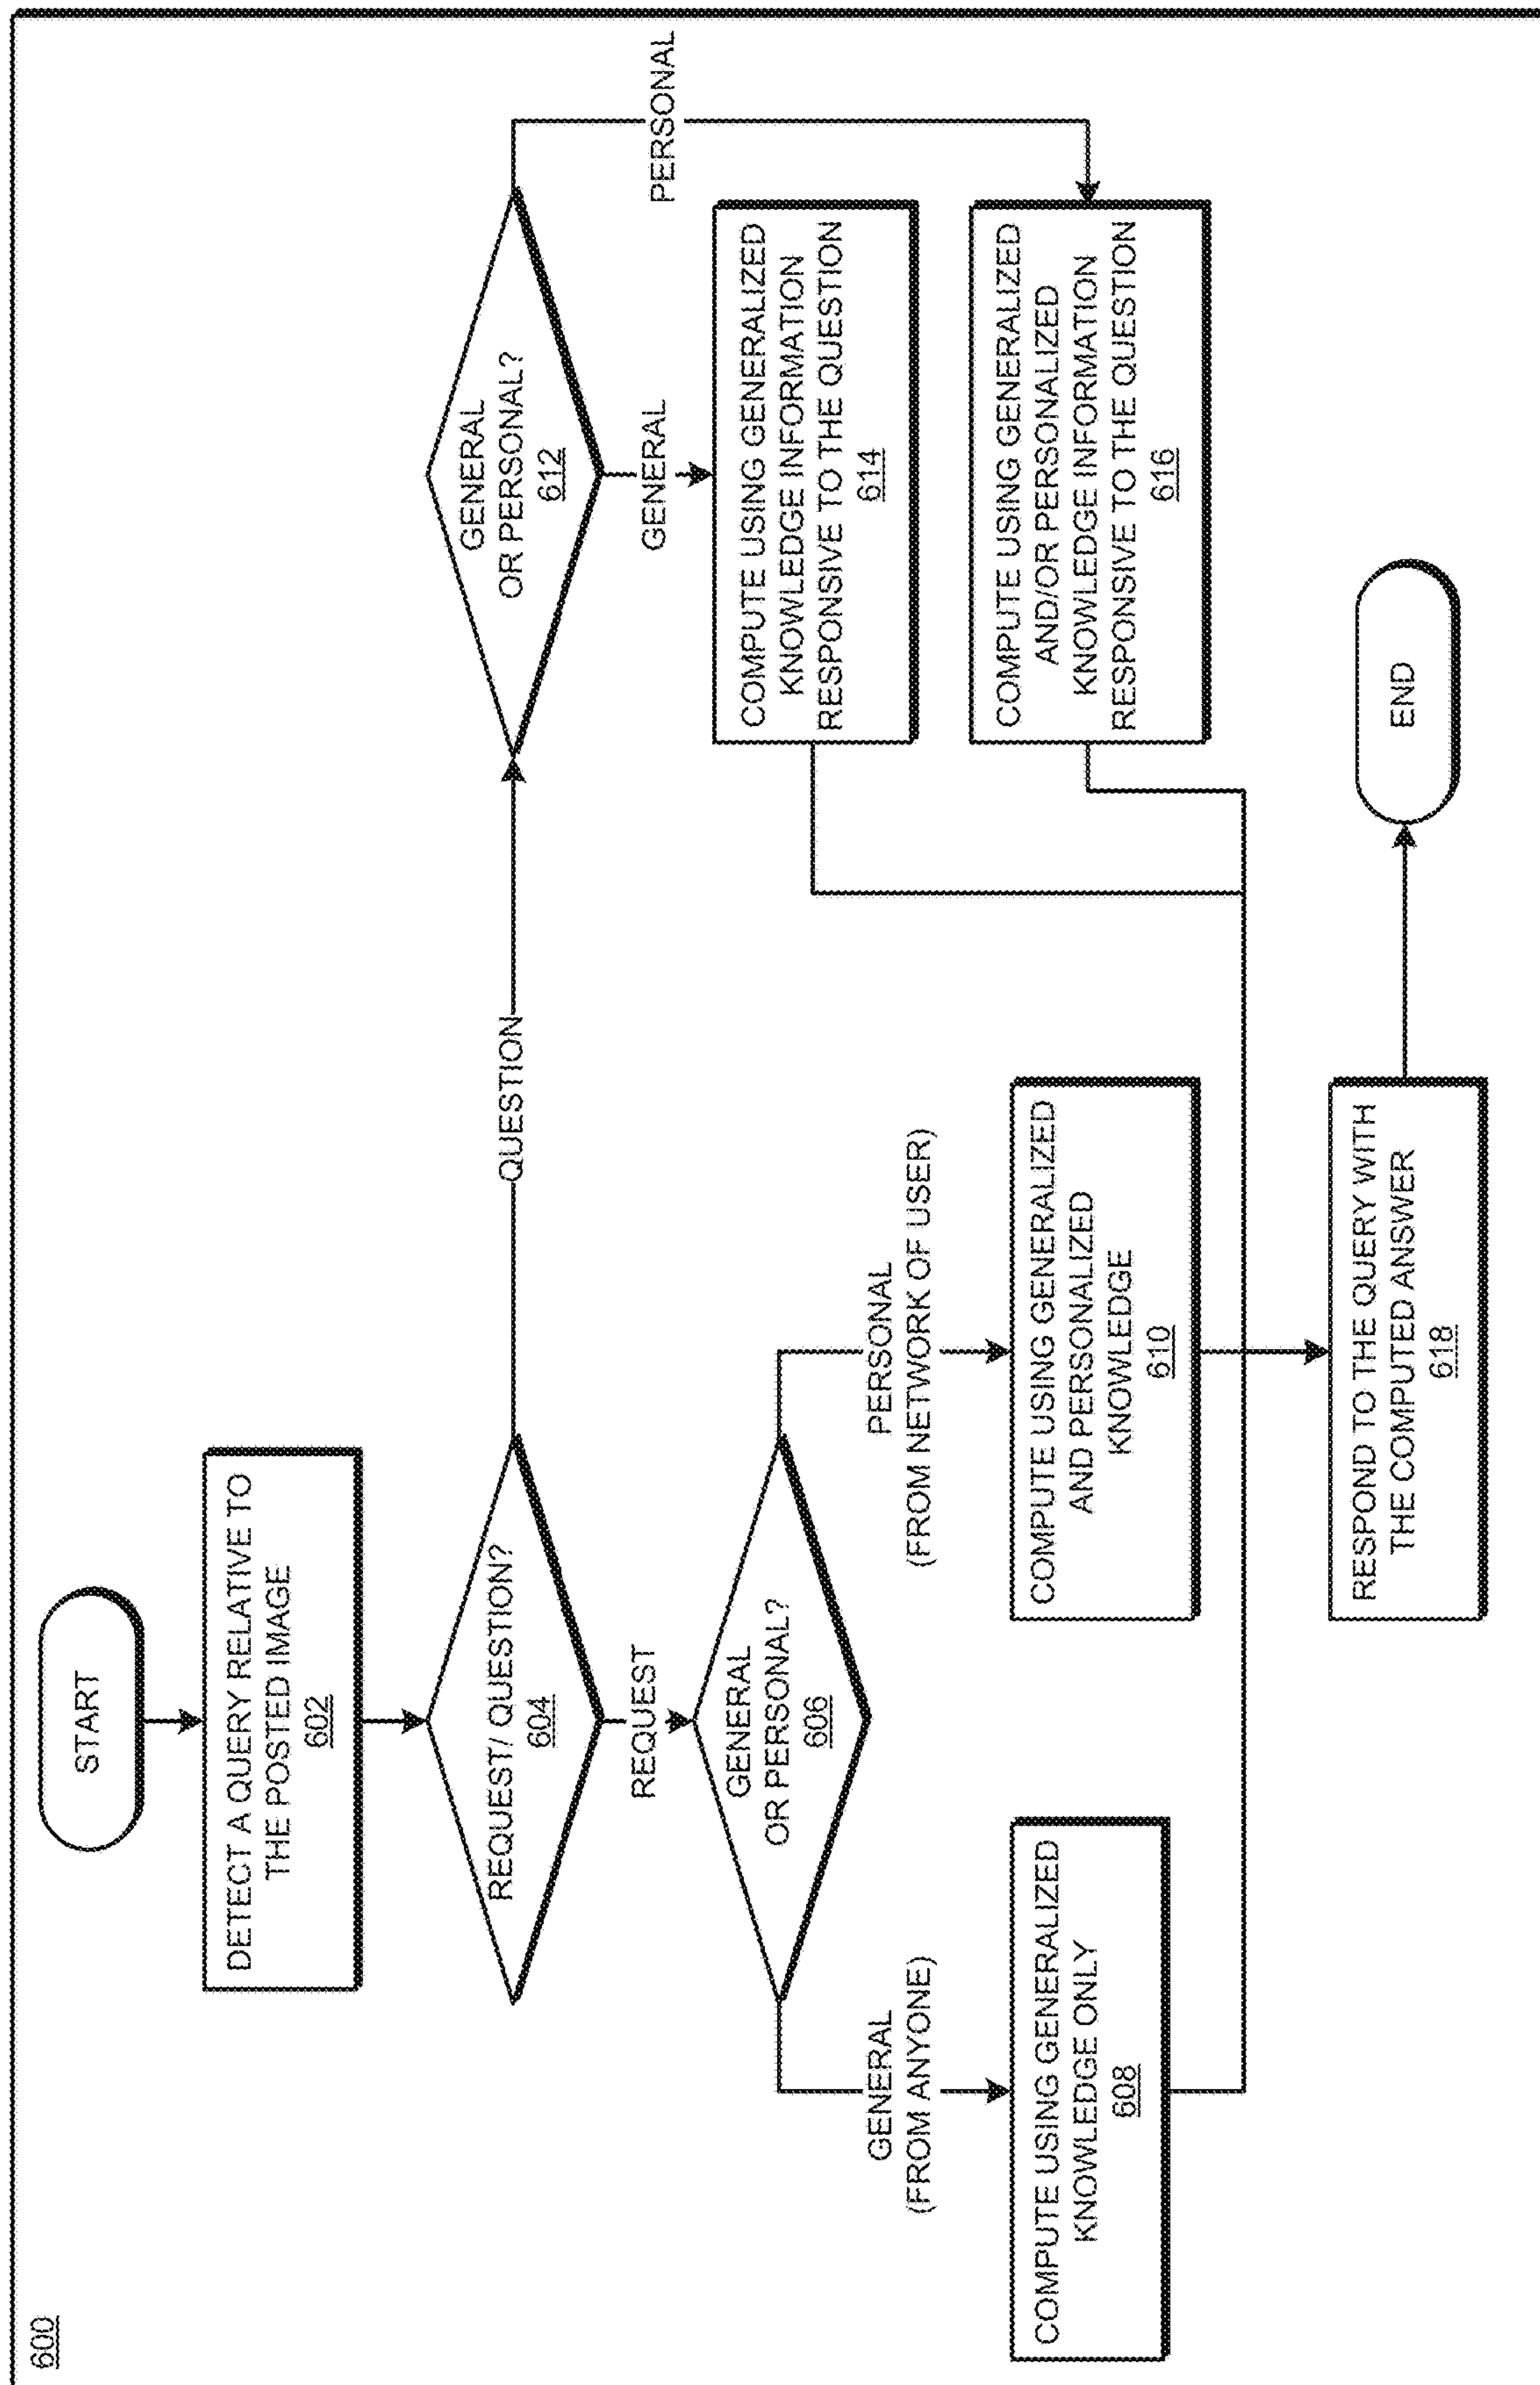 600
START
DETECT A QUERY RELATIVE TO
THE POSTED IMAGE
602
REQUEST/ QUESTION?
604
QUESTION
REQUEST
GENERAL
OR PERSONAL?
606
GENERAL
(FROM ANYONE)
PERSONAL
(FROM NETWORK OF USER)
COMPUTE USING GENERALIZED
KNOWLEDGE ONLY
608
COMPUTE USING GENERALIZED
AND PERSONALIZED
KNOWLEDGE
610
GENERAL
OR PERSONAL?
612
GENERAL
PERSONAL
COMPUTE USING GENERALIZED
KNOWLEDGE INFORMATION
RESPONSIVE TO THE QUESTION
614
COMPUTE USING GENERALIZED
AND/OR PERSONALIZED
KNOWLEDGE INFORMATION
RESPONSIVE TO THE QUESTION
616
RESPOND TO THE QUERY WITH
THE COMPUTED ANSWER
618
END